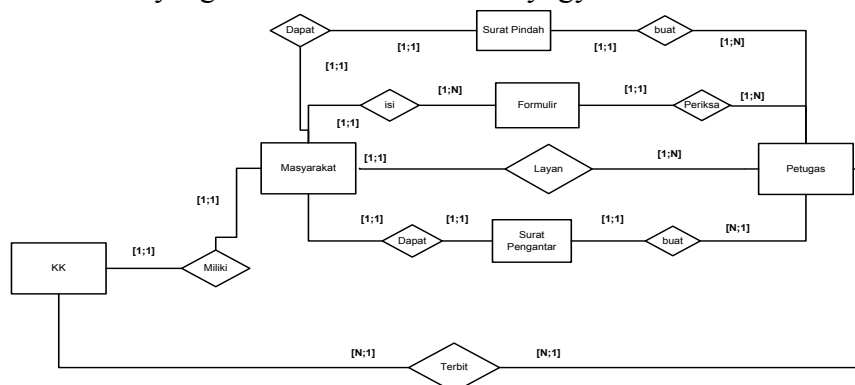 Dapat
[1;1]
Surat Pindah
[1;1]
buat
[1;N]
[1;1]
isi
[1;N]
Formulir
[1;1]
Periksa
[1;N]
[1;1]
Masyarakat
[1;1]
Layan
[1;N]
Petugas
[1;1]
[1;1]
Dapat
[1;1]
Surat
Pengantar
[1;1]
buat
[N;1]
KK
[1;1]
Miliki
[N;1]
Terbit
[N;1]